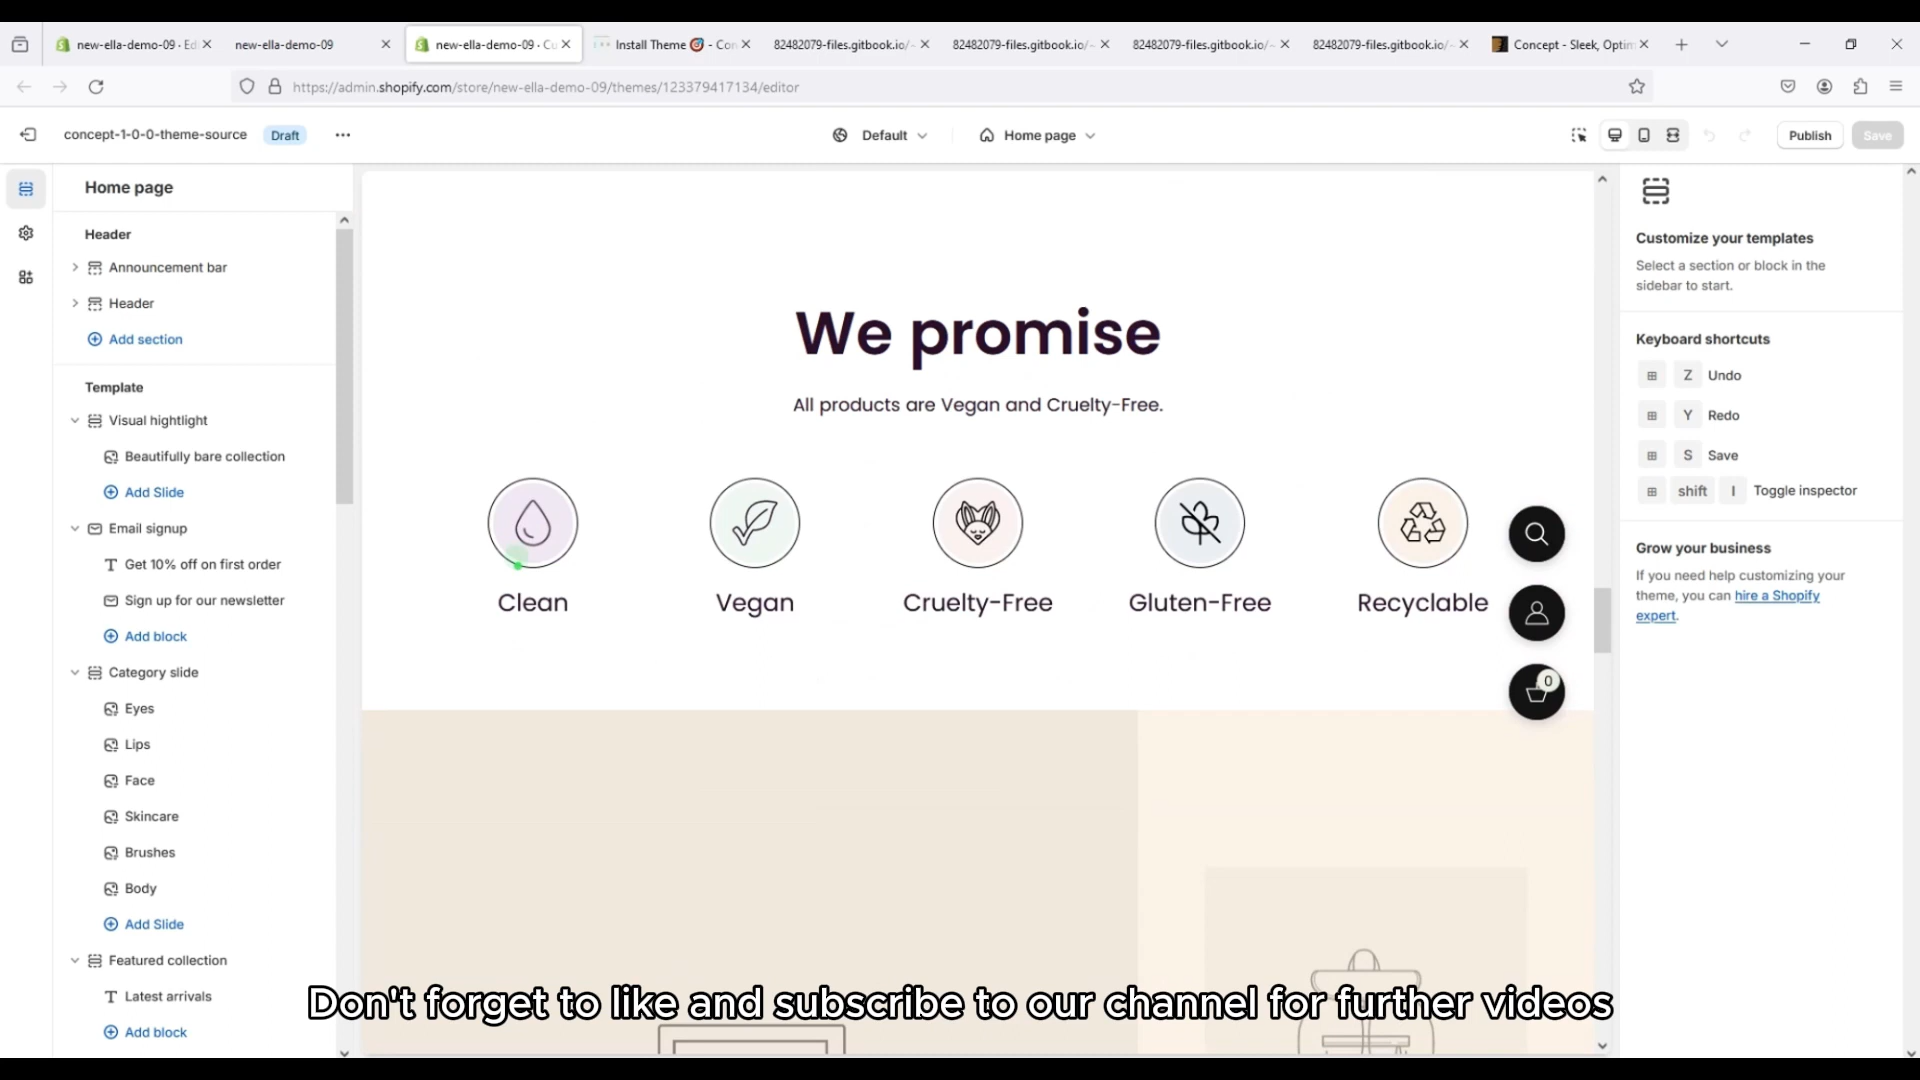 new-ella-demo-09 · Edi
new-ella-demo-09
new-ella-demo-09 · Cu
Install Theme 🎯 - Con
82482079-files.gitbook.io/~
82482079-files.gitbook.io/~
82482079-files.gitbook.io/~
82482079-files.gitbook.io/~
Concept - Sleek, Optim
https://admin.shopify.com/store/new-ella-demo-09/themes/123379417134/editor
concept-1-0-0-theme-source
Draft
Default
Home page
Publish
Save
Home page
Header
Announcement bar
Header
Add section
Template
Visual hightlight
Beautifully bare collection
Add Slide
Email signup
Get 10% off on first order
Sign up for our newsletter
Add block
Category slide
Eyes
Lips
Face
Skincare
Brushes
Body
Add Slide
Featured collection
Latest arrivals
Add block
We promise
All products are Vegan and Cruelty-Free.
Clean
Vegan
Cruelty-Free
Gluten-Free
Recyclable
0
Customize your templates
Select a section or block in the
sidebar to start.
Keyboard shortcuts
Z Undo
Y Redo
S Save
shift I Toggle inspector
Grow your business
If you need help customizing your
theme, you can hire a Shopify
expert.
Don't forget to like and subscribe to our channel for further videos